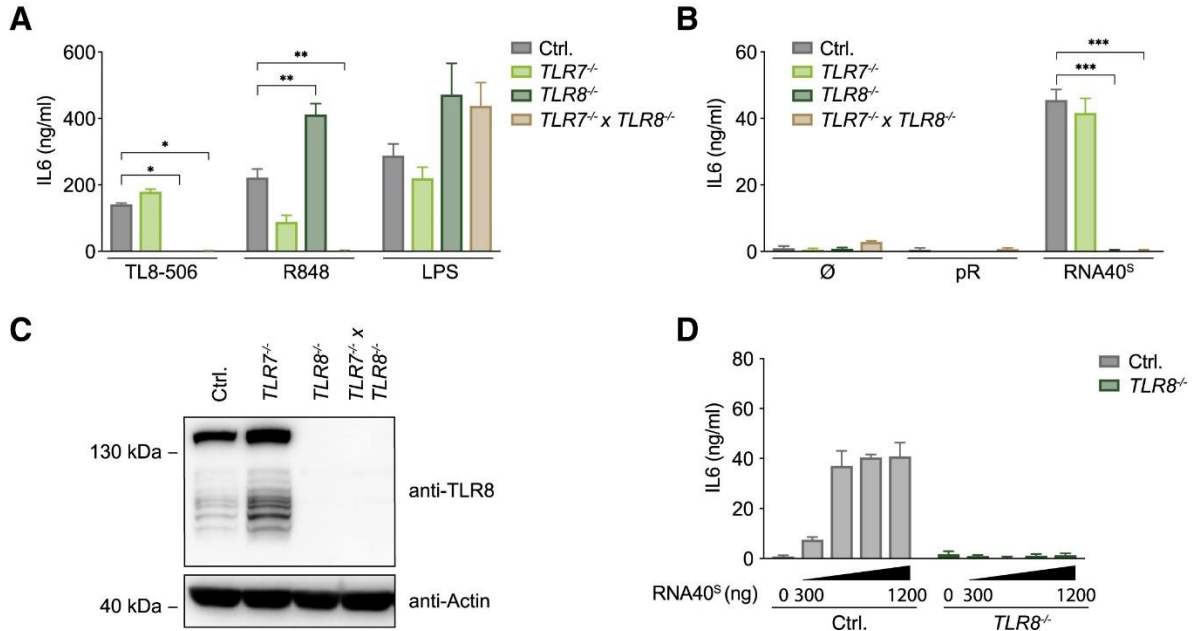 A
IL6 (ng/ml)
600
400
200
0
** 
**
*
*
TL8-506
R848
LPS
Ctrl.
TLR7-/-
TLR8-/-
TLR7-/- x TLR8-/-
B
IL6 (ng/ml)
60
40
20
0
***
***
Ø
pR
RNA40S
Ctrl.
TLR7-/-
TLR8-/-
TLR7-/- x TLR8-/-
C
Ctrl.
TLR7-/-
TLR8-/-
TLR7-/- x
TLR8-/-
130 kDa –
anti-TLR8
40 kDa –
anti-Actin
D
IL6 (ng/ml)
80
60
40
20
0
Ctrl.
TLR8-/-
RNA40S (ng) 0 300 1200 0 300 1200
Ctrl. TLR8-/-